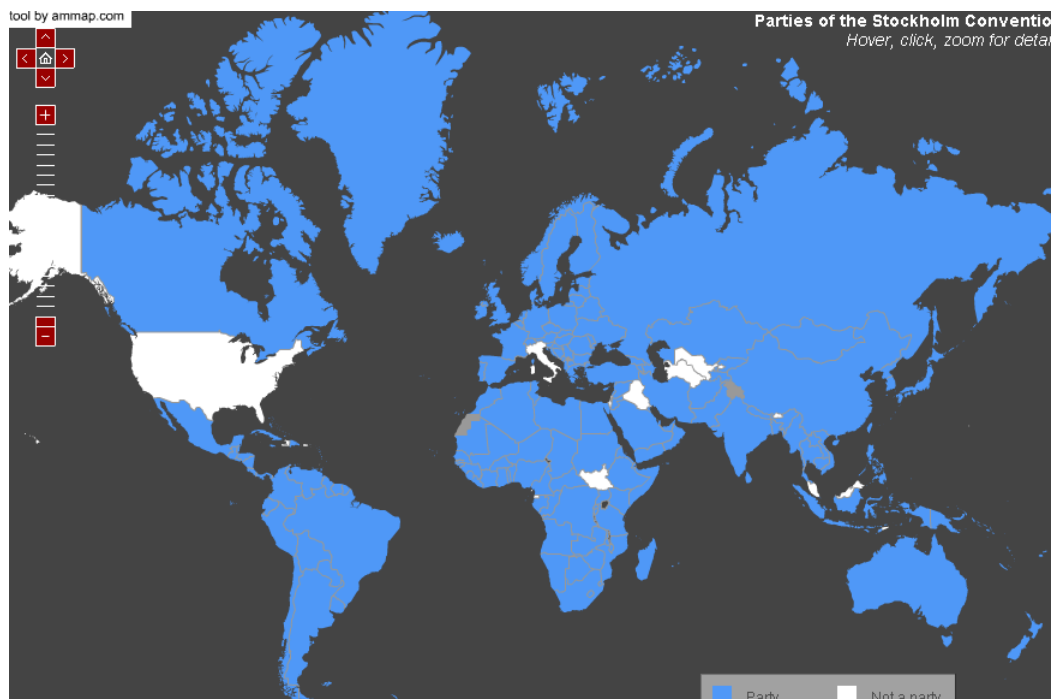 tool by ammap.com
Parties of the Stockholm Conventio
Hover, click, zoom for detai
Party
Not a party